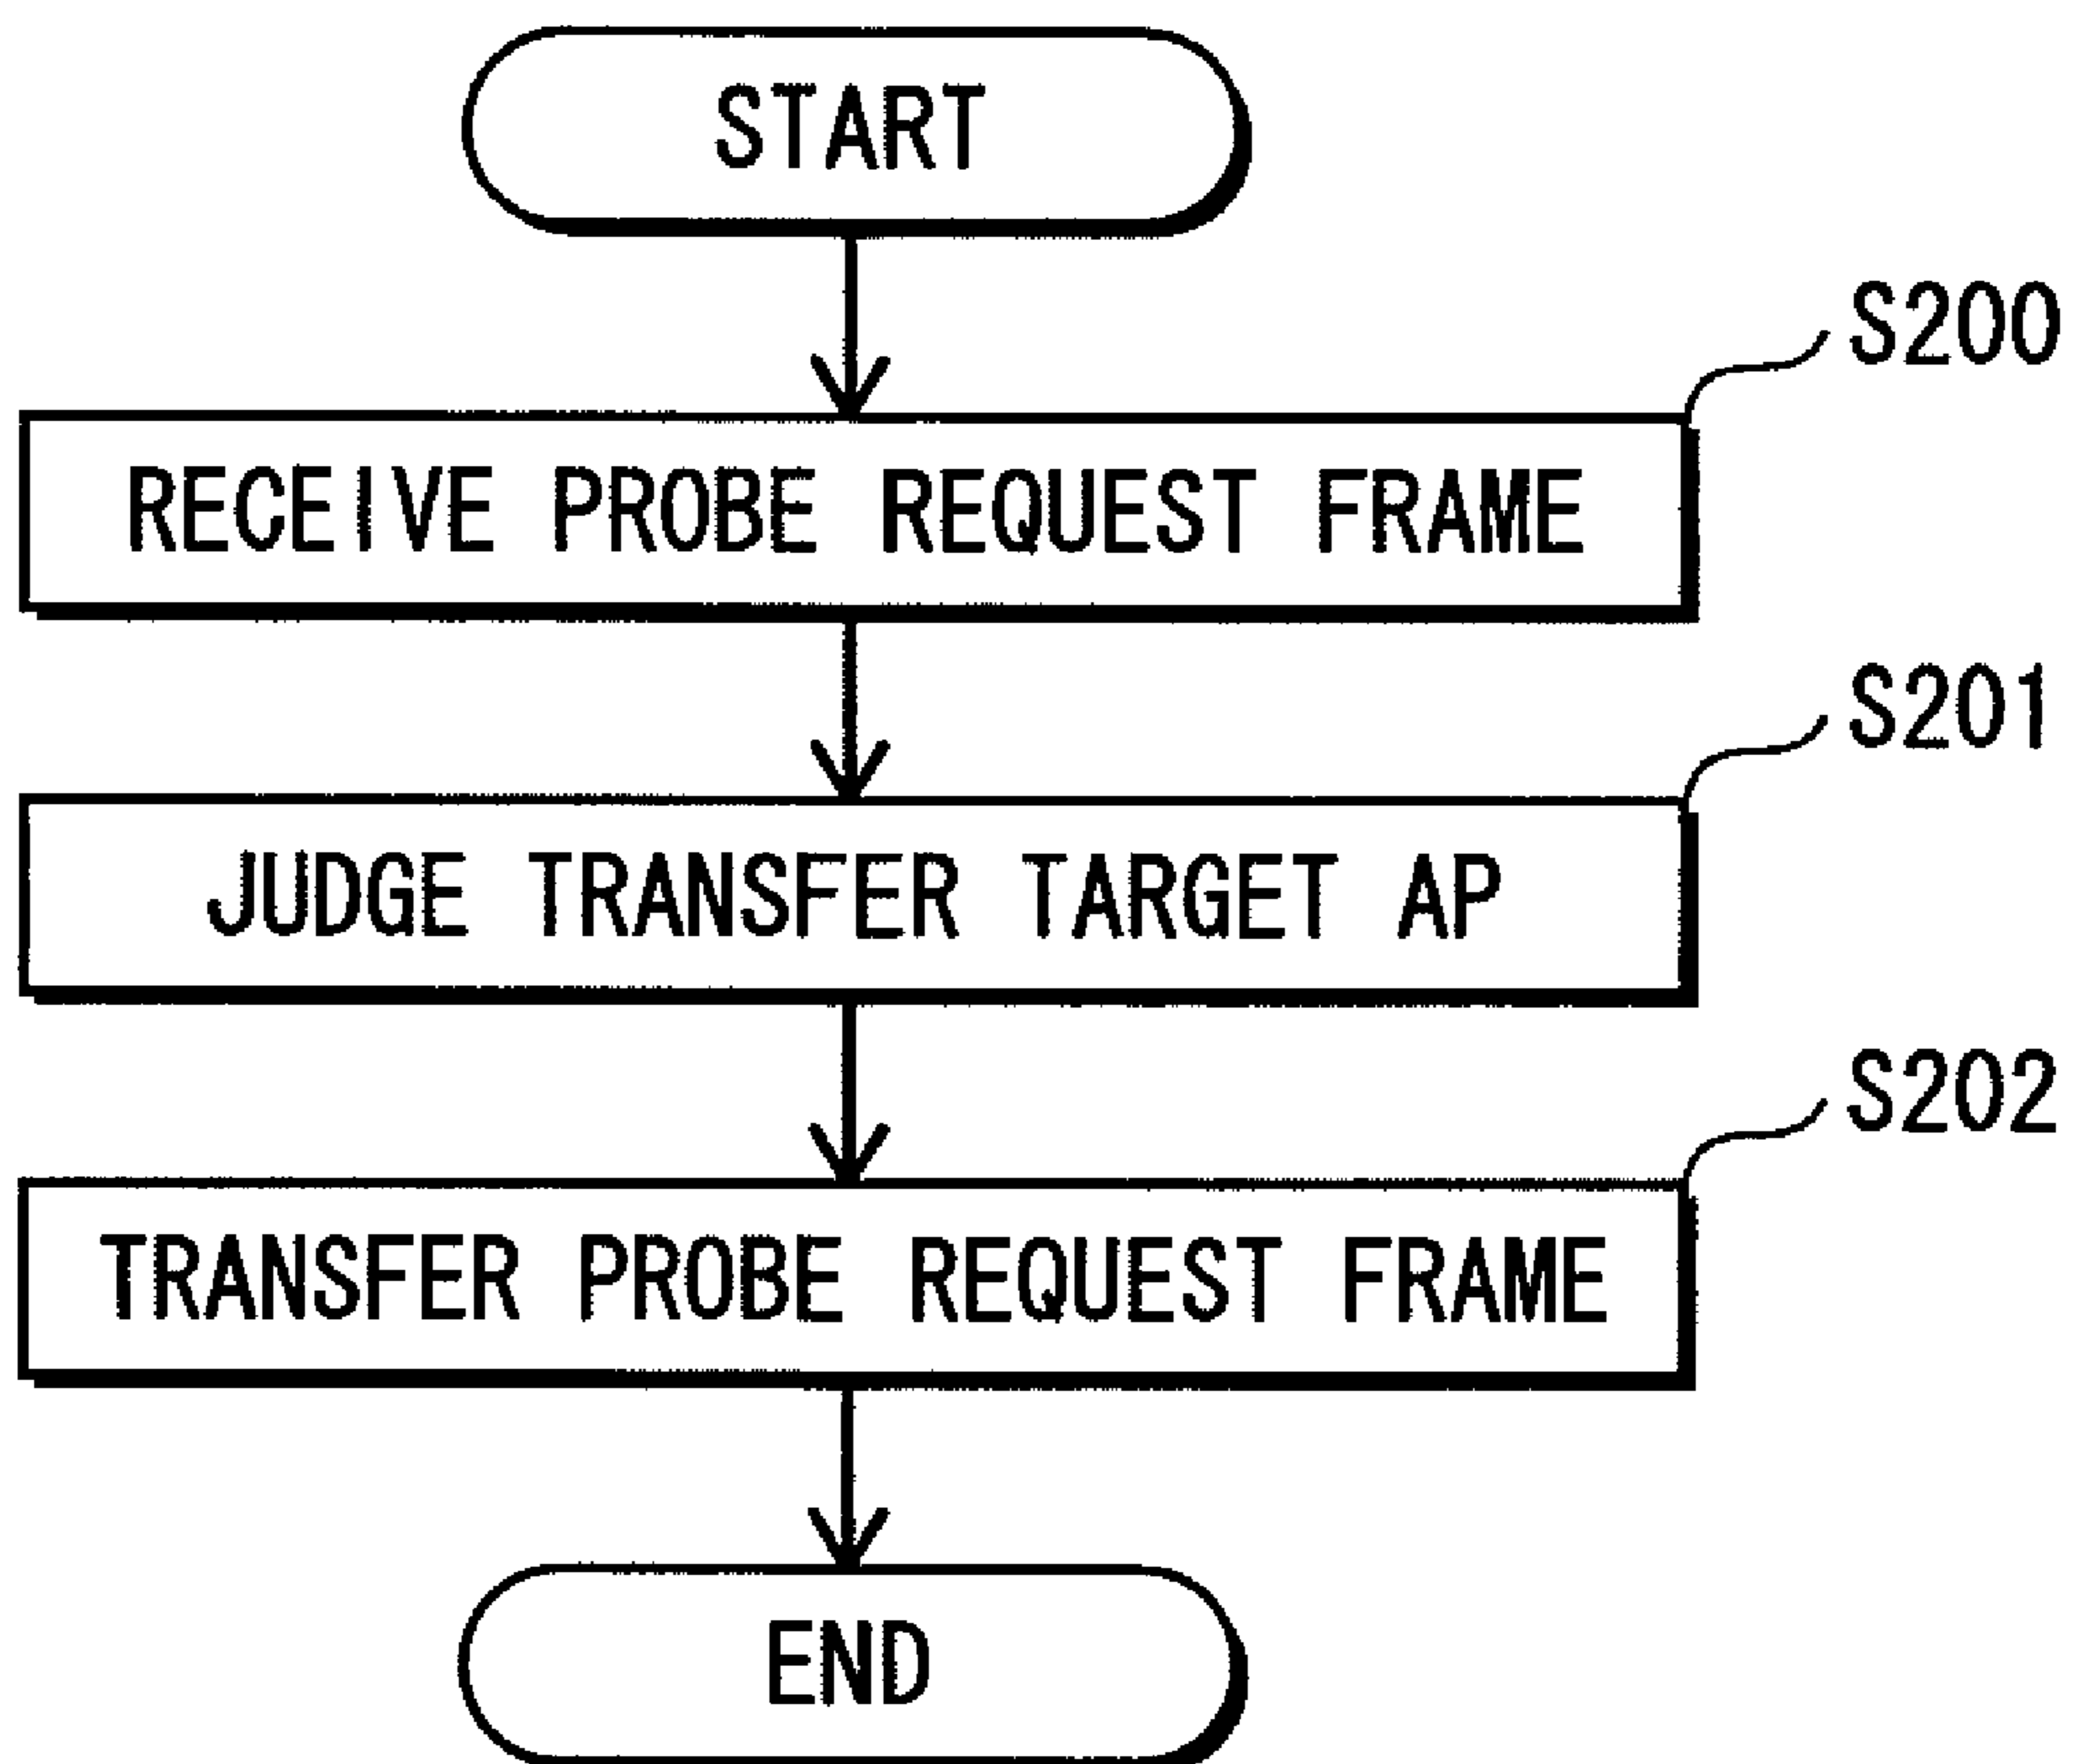 START
S200
RECEIVE PROBE REQUEST FRAME
S201
JUDGE TRANSFER TARGET AP
S202
TRANSFER PROBE REQUEST FRAME
END